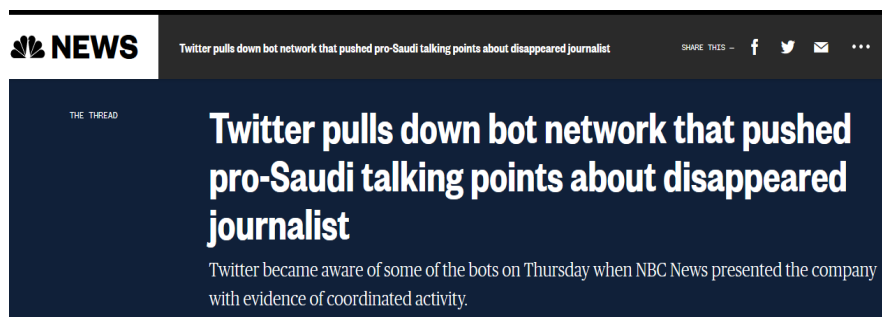 NEWS
Twitter pulls down bot network that pushed pro-Saudi talking points about disappeared journalist
SHARE THIS –
THE THREAD
Twitter pulls down bot network that pushed
pro-Saudi talking points about disappeared
journalist
Twitter became aware of some of the bots on Thursday when NBC News presented the company
with evidence of coordinated activity.